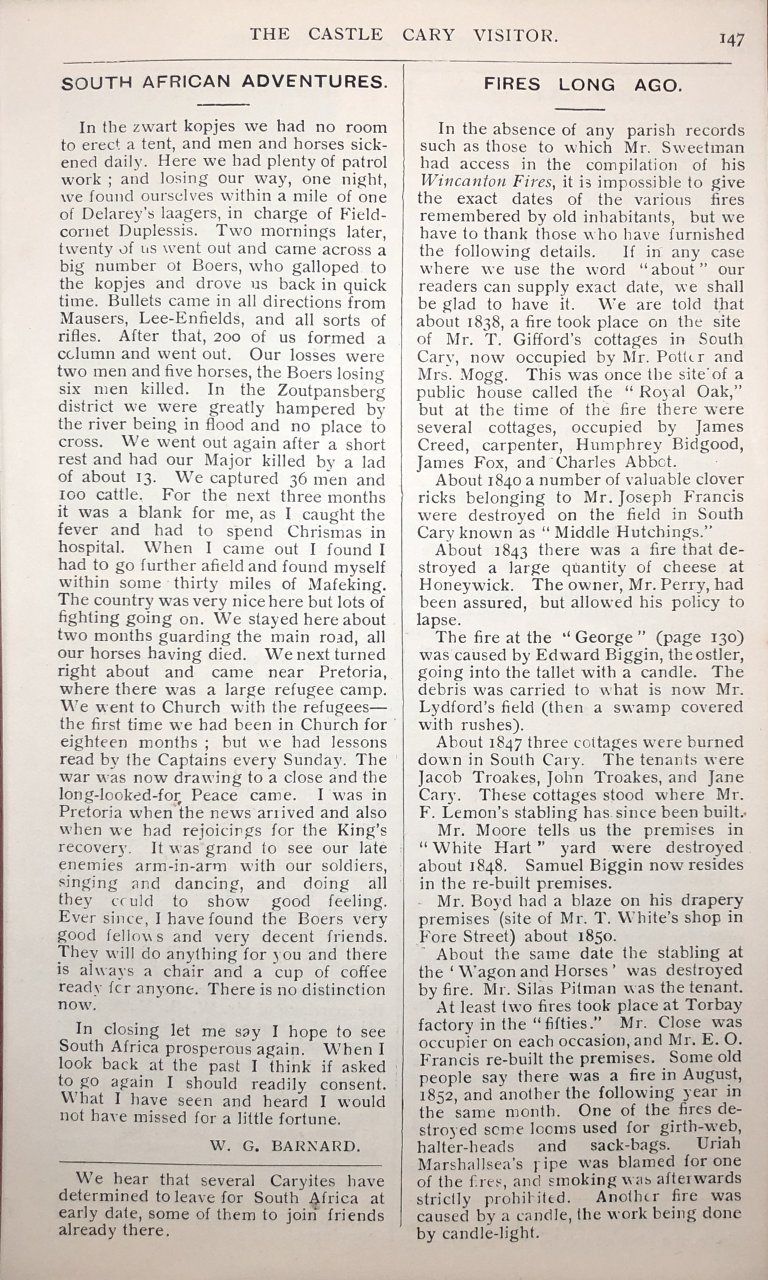 THE CASTLE CARY VISITOR.
147
SOUTH AFRICAN ADVENTURES.
In the zwart kopjes we had no room
to erect a tent, and men and horses sick-
ened daily. Here we had plenty of patrol
work ; and losing our way, one night,
we found ourselves within a mile of one
of Delarey's laagers, in charge of Field-
cornet Duplessis. Two mornings later,
twenty of us went out and came across a
big number ot Boers, who galloped to
the kopjes and drove us back in quick
time. Bullets came in all directions from
Mausers, Lee-Enfields, and all sorts of
rifles. After that, 200 of us formed a
column and went out. Our losses were
two men and five horses, the Boers losing
six men killed. In the Zoutpansberg
district we were greatly hampered by
the river being in flood and no place to
cross. We went out again after a short
rest and had our Major killed by a lad
of about 13. We captured 36 men and
100 cattle. For the next three months
it was a blank for me, as I caught the
fever and had to spend Chrismas in
hospital. When I came out I found I
had to go further afield and found myself
within some thirty miles of Mafeking.
The country was very nice here but lots of
fighting going on. We stayed here about
two months guarding the main road, all
our horses having died. We next turned
right about and came near Pretoria,
where there was a large refugee camp.
We went to Church with the refugees—
the first time we had been in Church for
eighteen months ; but we had lessons
read by the Captains every Sunday. The
war was now drawing to a close and the
long-looked-for Peace came. I was in
Pretoria when the news arrived and also
when we had rejoicings for the King's
recovery. It was grand to see our late
enemies arm-in-arm with our soldiers,
singing and dancing, and doing all
they could to show good feeling.
Ever since, I have found the Boers very
good fellows and very decent friends.
They will do anything for you and there
is always a chair and a cup of coffee
ready for anyone. There is no distinction
now.
In closing let me say I hope to see
South Africa prosperous again. When I
look back at the past I think if asked
to go again I should readily consent.
What I have seen and heard I would
not have missed for a little fortune.
W. G. BARNARD.
We hear that several Caryites have
determined to leave for South Africa at
early date, some of them to join friends
already there.
FIRES LONG AGO.
In the absence of any parish records
such as those to which Mr. Sweetman
had access in the compilation of his
Wincanton Fires, it is impossible to give
the exact dates of the various fires
remembered by old inhabitants, but we
have to thank those who have furnished
the following details. If in any case
where we use the word "about" our
readers can supply exact date, we shall
be glad to have it. We are told that
about 1838, a fire took place on the site
of Mr. T. Gifford's cottages in South
Cary, now occupied by Mr. Potter and
Mrs. Mogg. This was once the site of a
public house called the "Royal Oak,"
but at the time of the fire there were
several cottages, occupied by James
Creed, carpenter, Humphrey Bidgood,
James Fox, and Charles Abbot.
About 1840 a number of valuable clover
ricks belonging to Mr. Joseph Francis
were destroyed on the field in South
Cary known as "Middle Hutchings."
About 1843 there was a fire that de-
stroyed a large quantity of cheese at
Honeywick. The owner, Mr. Perry, had
been assured, but allowed his policy to
lapse.
The fire at the "George" (page 130)
was caused by Edward Biggin, the ostler,
going into the tallet with a candle. The
debris was carried to what is now Mr.
Lydford's field (then a swamp covered
with rushes).
About 1847 three cottages were burned
down in South Cary. The tenants were
Jacob Troakes, John Troakes, and Jane
Cary. These cottages stood where Mr.
F. Lemon's stabling has since been built.
Mr. Moore tells us the premises in
"White Hart" yard were destroyed
about 1848. Samuel Biggin now resides
in the re-built premises.
Mr. Boyd had a blaze on his drapery
premises (site of Mr. T. White's shop in
Fore Street) about 1850.
About the same date the stabling at
the 'Wagon and Horses' was destroyed
by fire. Mr. Silas Pitman was the tenant.
At least two fires took place at Torbay
factory in the "fifties." Mr. Close was
occupier on each occasion, and Mr. E. O.
Francis re-built the premises. Some old
people say there was a fire in August,
1852, and another the following year in
the same month. One of the fires de-
stroyed some looms used for girth-web,
halter-heads and sack-bags. Uriah
Marshallsea's pipe was blamed for one
of the fires, and smoking was afterwards
strictly prohibited. Another fire was
caused by a candle, the work being done
by candle-light.